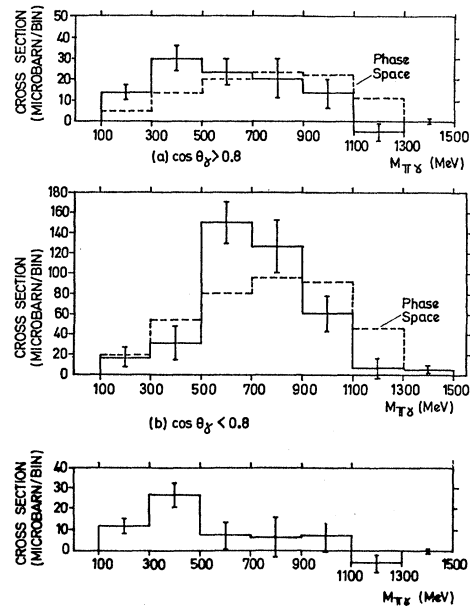 CROSS SECTION
(MICROBARN/BIN)
50
40
30
20
10
0
Phase
Space
100 300 500 700 900 1100 1300 1500
(a) cos θγ > 0.8
Mπγ (MeV)
CROSS SECTION
(MICROBARN/BIN)
180
160
140
120
100
80
60
40
20
0
Phase
Space
100 300 500 700 900 1100 1300 1500
(b) cos θγ < 0.8
Mπγ (MeV)
CROSS SECTION
(MICROBARN/BIN)
40
30
20
10
0
100 300 500 700 900 1100 1300 1500
Mπγ (MeV)